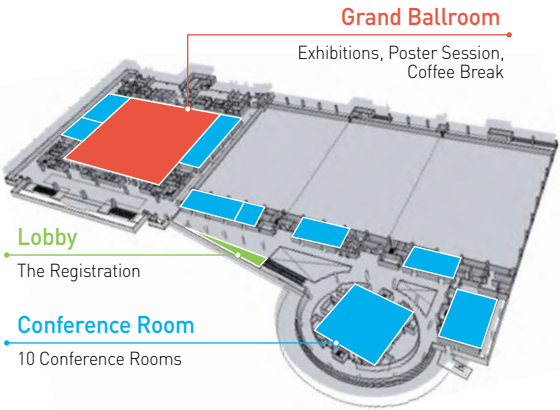 Grand Ballroom
Exhibitions, Poster Session,
Coffee Break
Lobby
The Registration
Conference Room
10 Conference Rooms